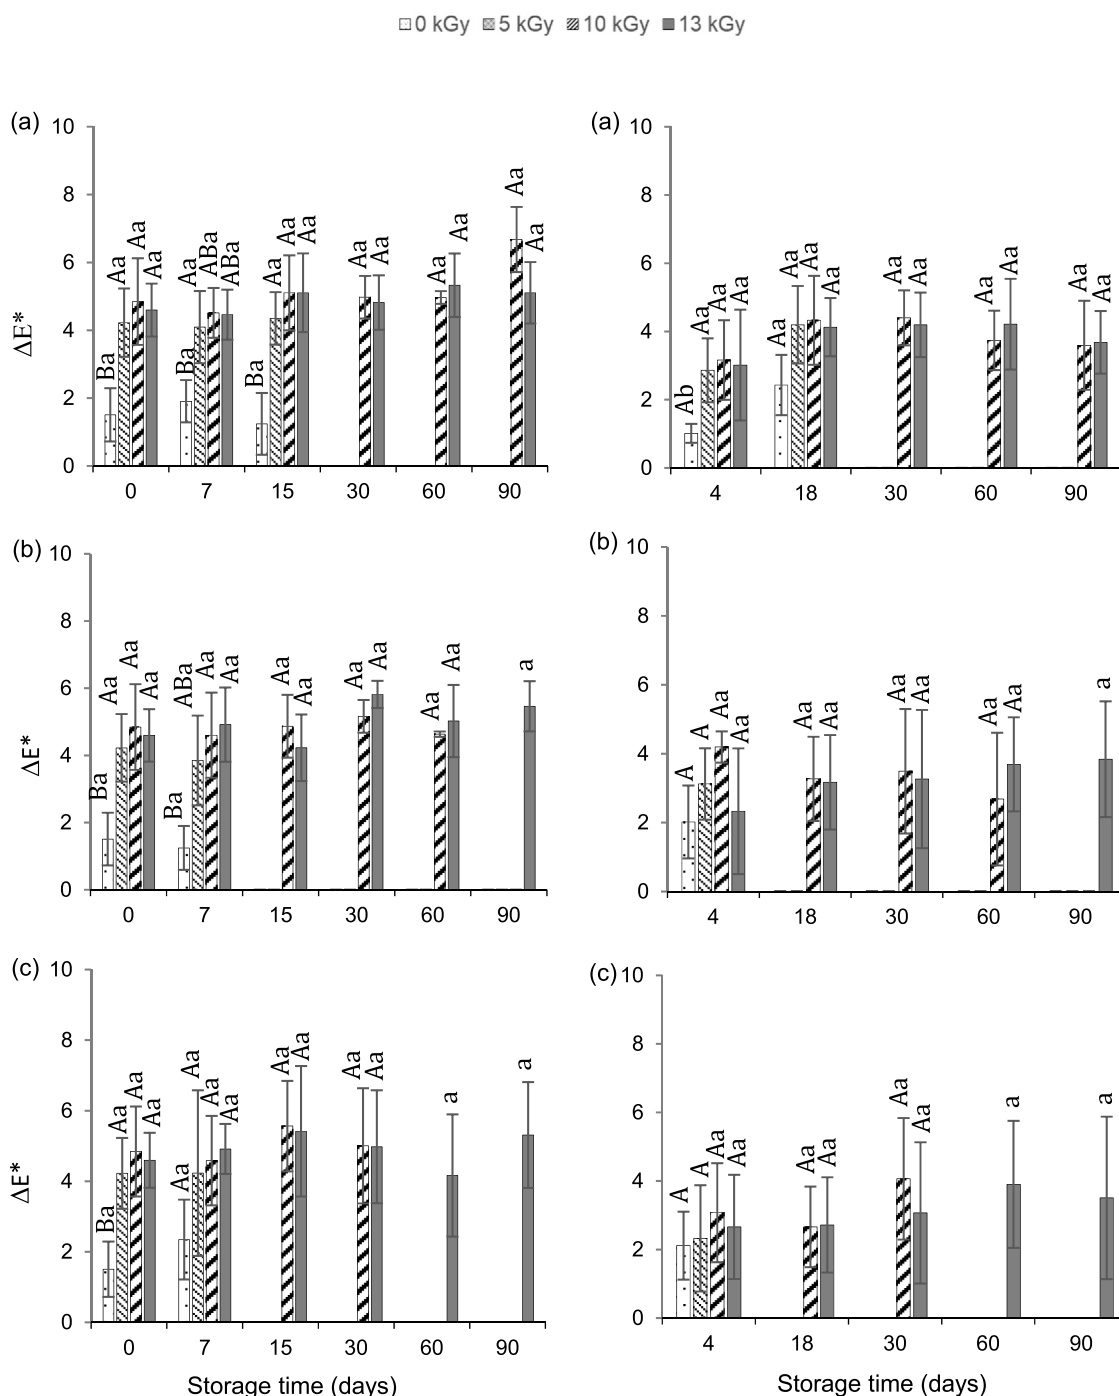 0 kGy 5 kGy 10 kGy 13 kGy
(a)
10
8
6
4
2
0
ΔE*
Ba Aa Aa Aa Ba Aa ABa ABa Ba Aa Aa Aa Aa Aa Aa Aa Aa Aa
0 7 15 30 60 90
(a)
10
8
6
4
2
0
Ab Aa Aa Aa Aa Aa Aa Aa Aa Aa Aa Aa Aa Aa
4 18 30 60 90
(b)
10
8
6
4
2
0
ΔE*
Ba Aa Aa Aa Ba ABa Aa Aa Aa Aa Aa Aa Aa Aa a
0 7 15 30 60 90
(b)
10
8
6
4
2
0
A A Aa Aa Aa Aa Aa Aa Aa Aa a
4 18 30 60 90
(c)
10
8
6
4
2
0
ΔE*
Ba Aa Aa Aa Aa Aa Aa Aa Aa Aa Aa Aa a a
0 7 15 30 60 90
Storage time (days)
(c)
10
8
6
4
2
0
A A Aa Aa Aa Aa Aa Aa a a
4 18 30 60 90
Storage time (days)